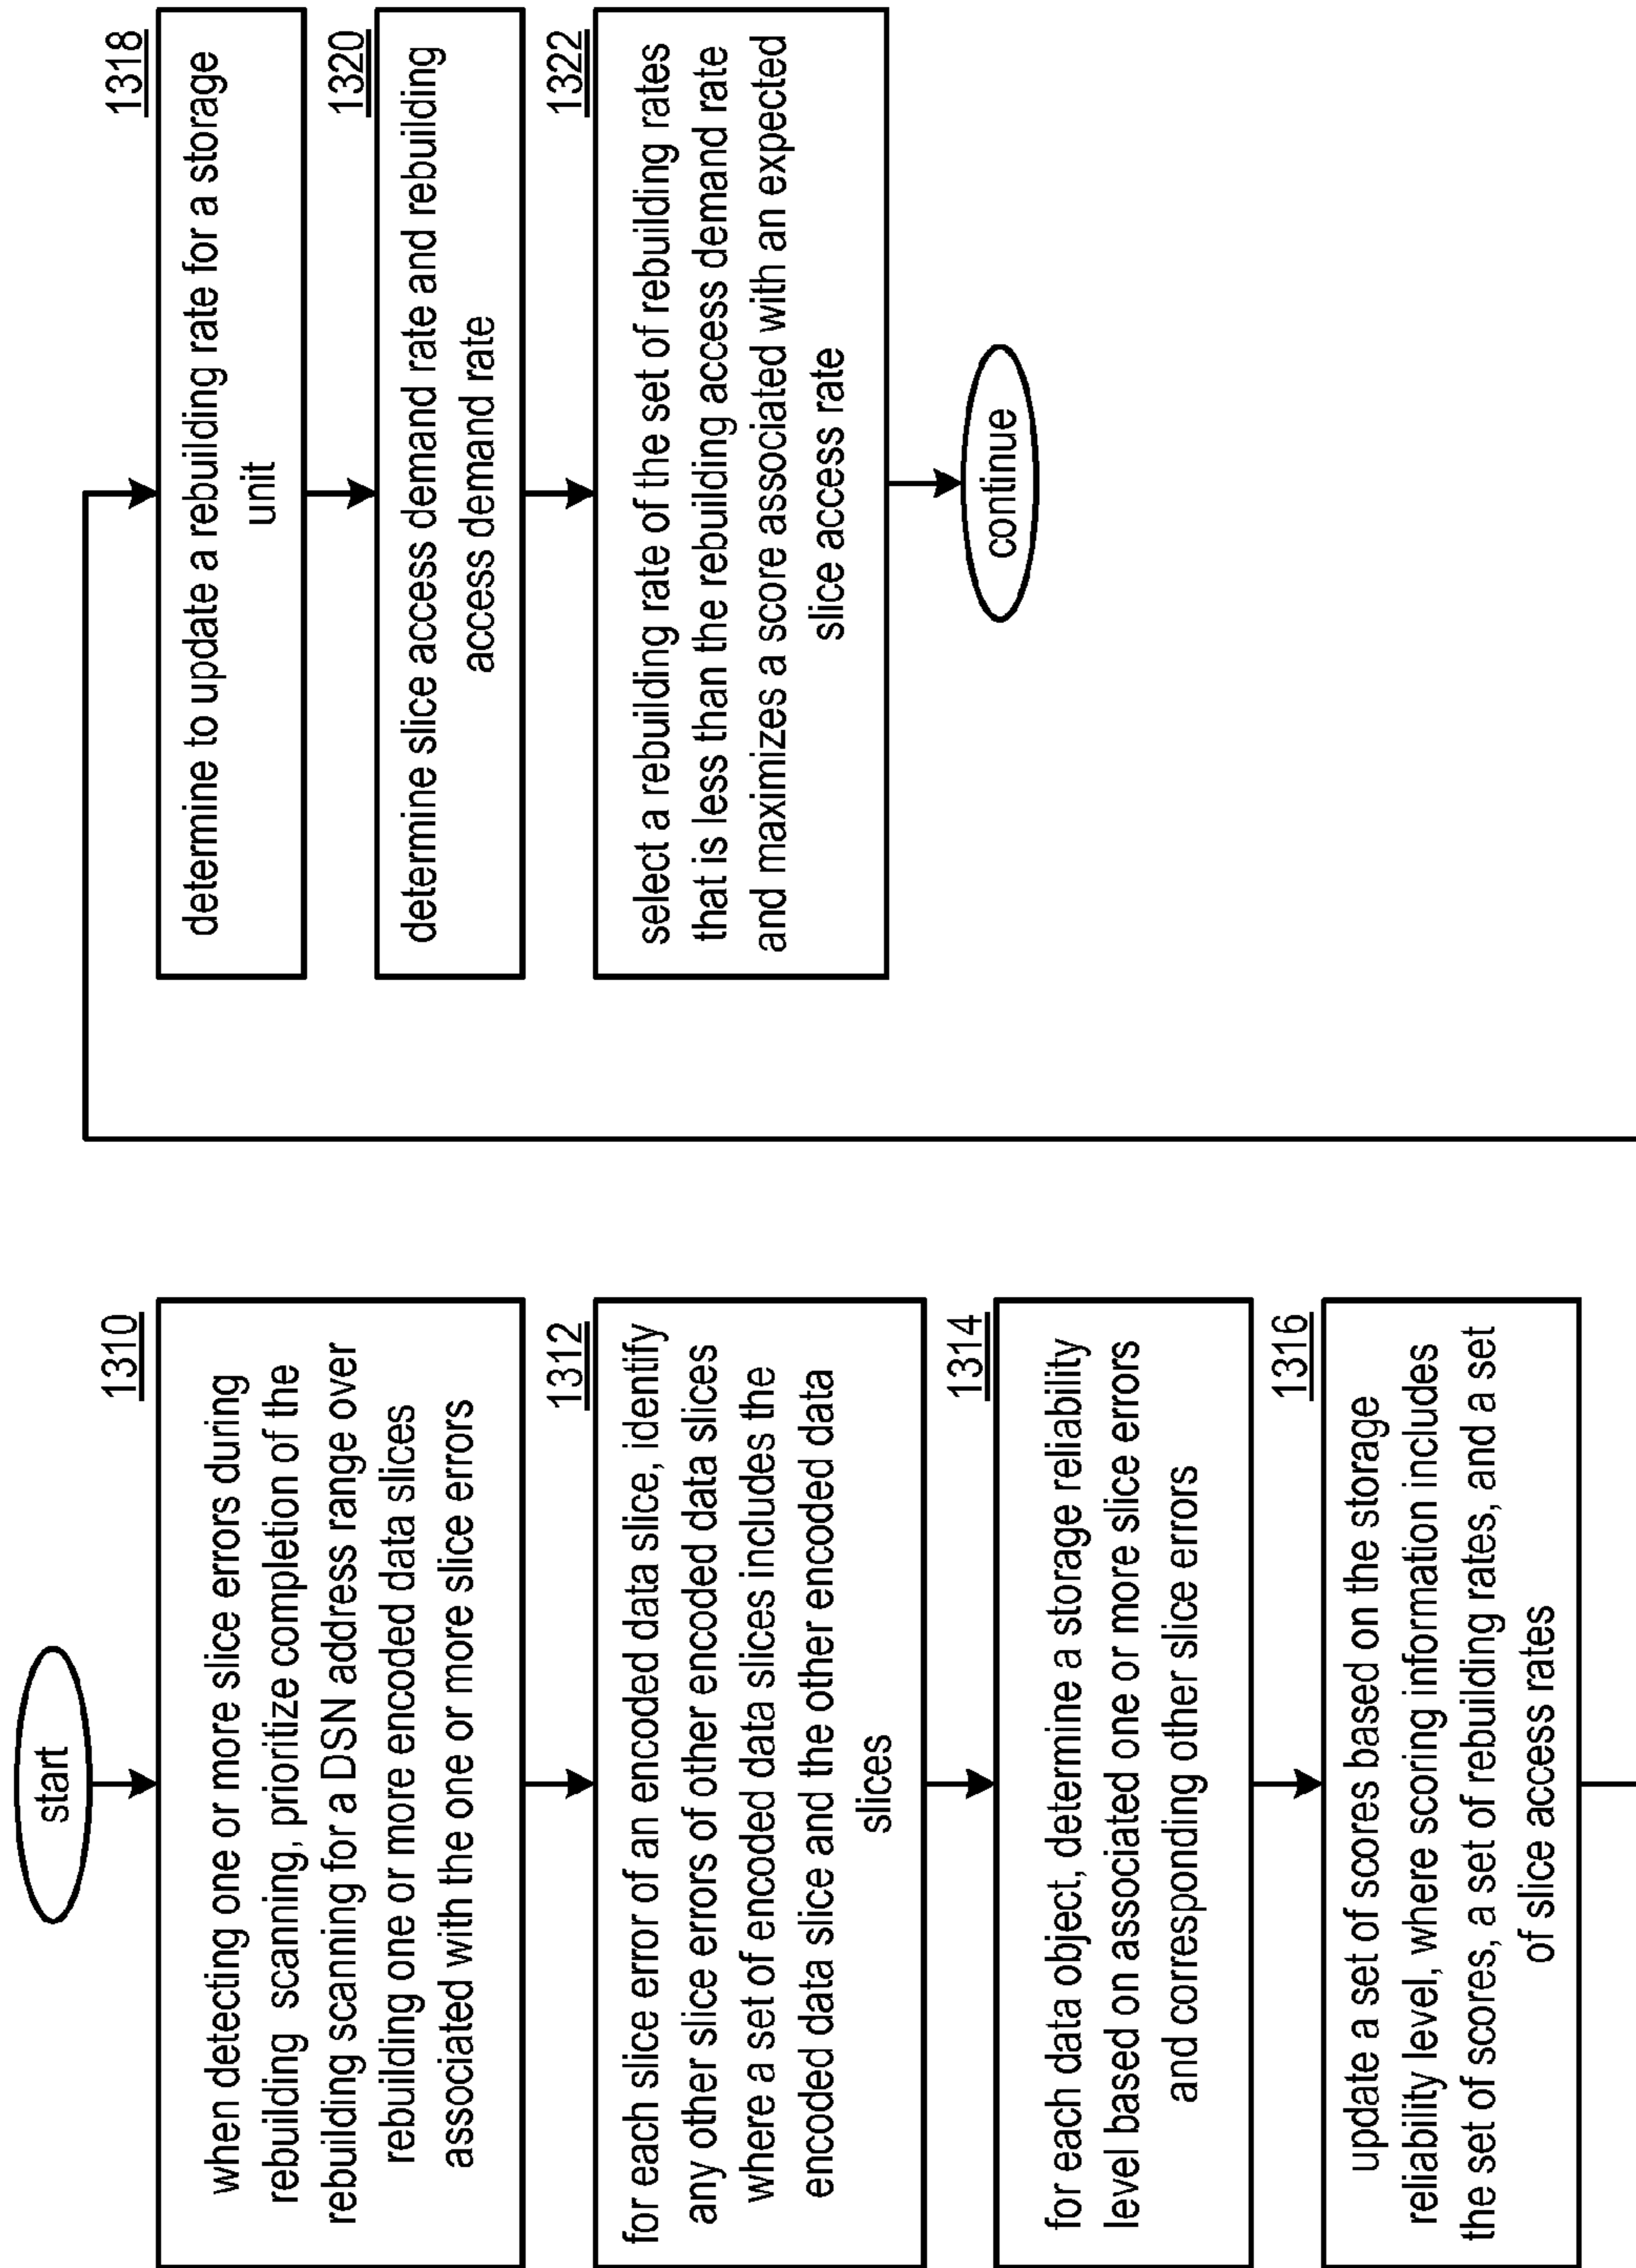 start
1310
when detecting one or more slice errors during
rebuilding scanning, prioritize completion of the
rebuilding scanning for a DSN address range over
rebuilding one or more encoded data slices
associated with the one or more slice errors
1312
for each slice error of an encoded data slice, identify
any other slice errors of other encoded data slices
where a set of encoded data slices includes the
encoded data slice and the other encoded data
slices
1314
for each data object, determine a storage reliability
level based on associated one or more slice errors
and corresponding other slice errors
1316
update a set of scores based on the storage
reliability level, where scoring information includes
the set of scores, a set of rebuilding rates, and a set
of slice access rates
1318
determine to update a rebuilding rate for a storage
unit
1320
determine slice access demand rate and rebuilding
access demand rate
1322
select a rebuilding rate of the set of rebuilding rates
that is less than the rebuilding access demand rate
and maximizes a score associated with an expected
slice access rate
continue